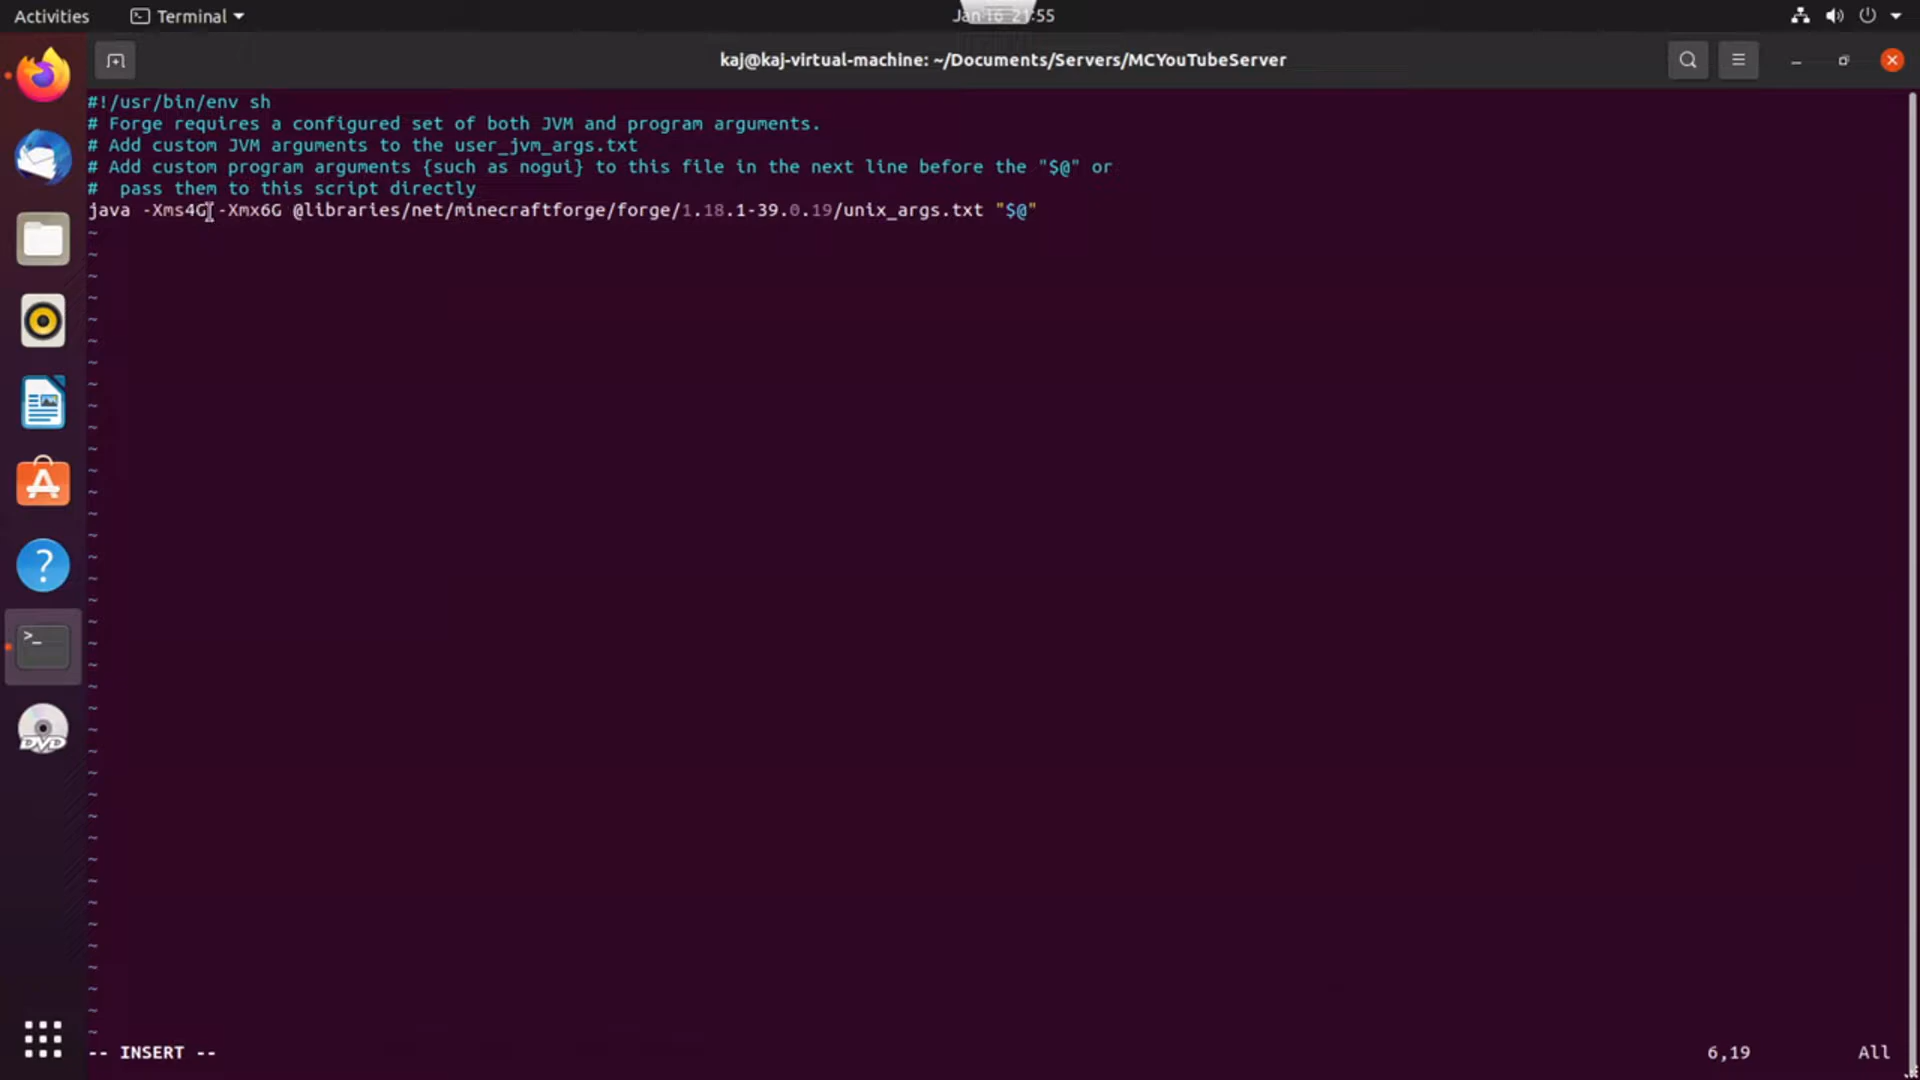 Activities
Terminal
Jan 16 21:55
kaj@kaj-virtual-machine: ~/Documents/Servers/MCYouTubeServer
#!/usr/bin/env sh
# Forge requires a configured set of both JVM and program arguments.
# Add custom JVM arguments to the user_jvm_args.txt
# Add custom program arguments {such as nogui} to this file in the next line before the "$@" or
#  pass them to this script directly
java -Xms4G -Xmx6G @libraries/net/minecraftforge/forge/1.18.1-39.0.19/unix_args.txt "$@"
-- INSERT --
6,19
All
DVD